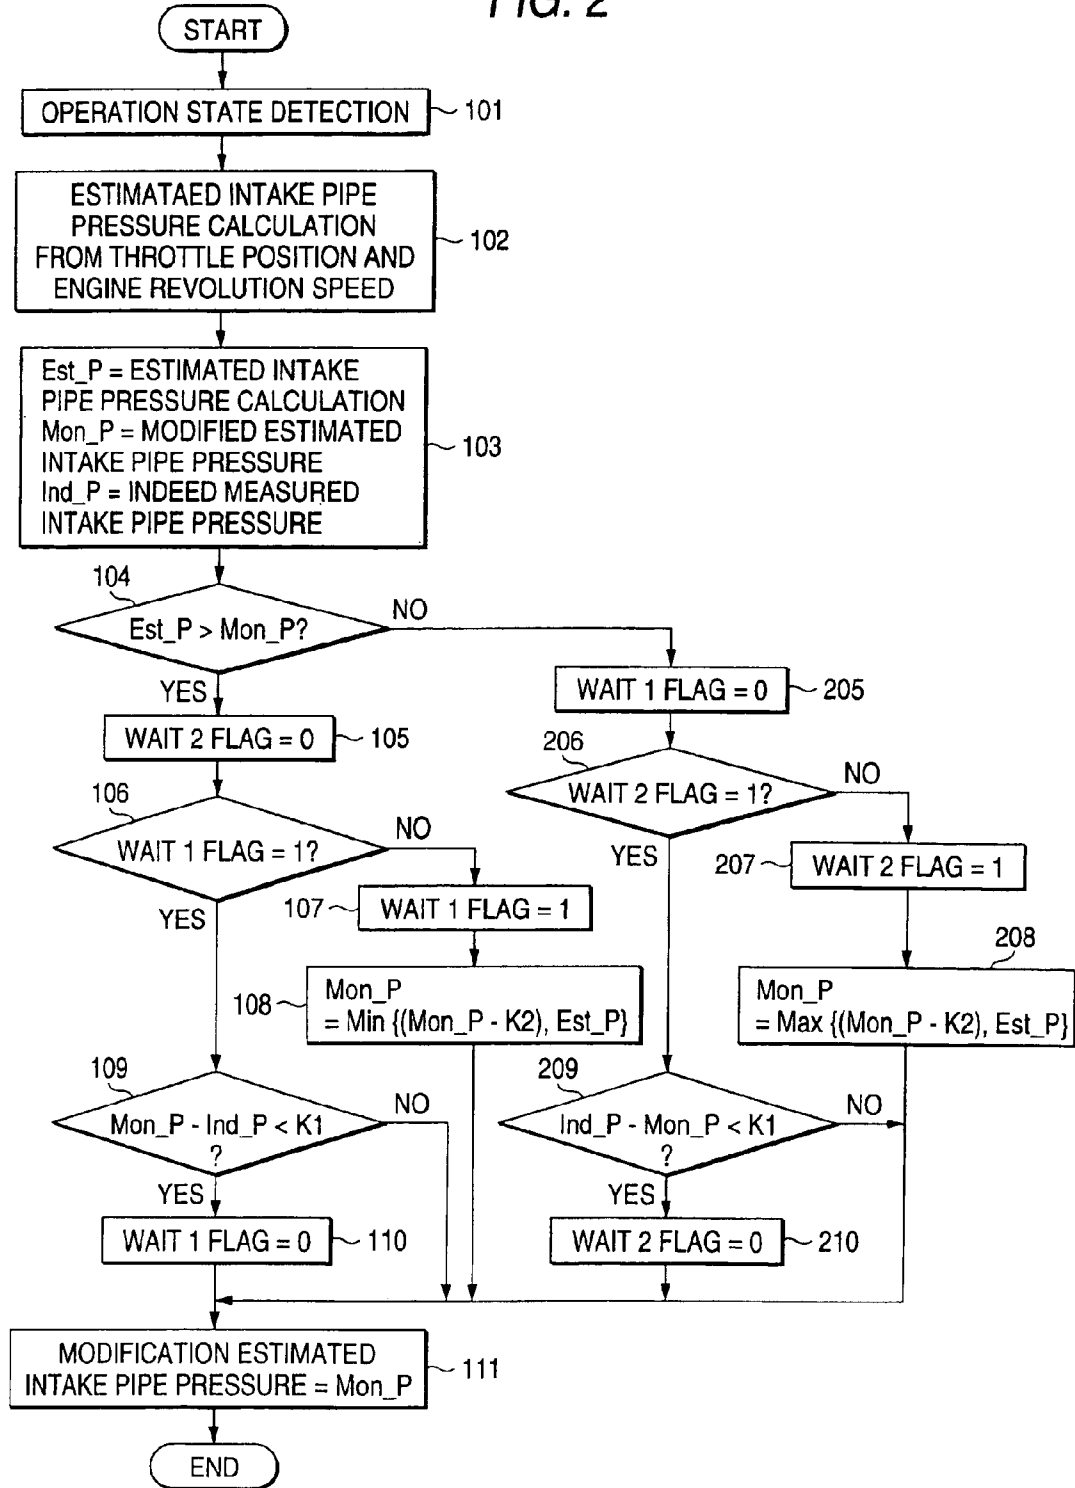 FIG. 2
START
OPERATION STATE DETECTION
101
ESTIMATAED INTAKE PIPE
PRESSURE CALCULATION
FROM THROTTLE POSITION AND
ENGINE REVOLUTION SPEED
102
Est_P = ESTIMATED INTAKE
PIPE PRESSURE CALCULATION
Mon_P = MODIFIED ESTIMATED
INTAKE PIPE PRESSURE
Ind_P = INDEED MEASURED
INTAKE PIPE PRESSURE
103
104
Est_P > Mon_P?
NO
YES
WAIT 2 FLAG = 0
105
106
WAIT 1 FLAG = 1?
NO
YES
107
WAIT 1 FLAG = 1
108
Mon_P
= Min {(Mon_P - K2), Est_P}
109
Mon_P - Ind_P < K1
?
NO
YES
WAIT 1 FLAG = 0
110
WAIT 1 FLAG = 0
205
206
WAIT 2 FLAG = 1?
NO
YES
207
WAIT 2 FLAG = 1
208
Mon_P
= Max {(Mon_P - K2), Est_P}
209
Ind_P - Mon_P < K1
?
NO
YES
WAIT 2 FLAG = 0
210
MODIFICATION ESTIMATED
INTAKE PIPE PRESSURE = Mon_P
111
END